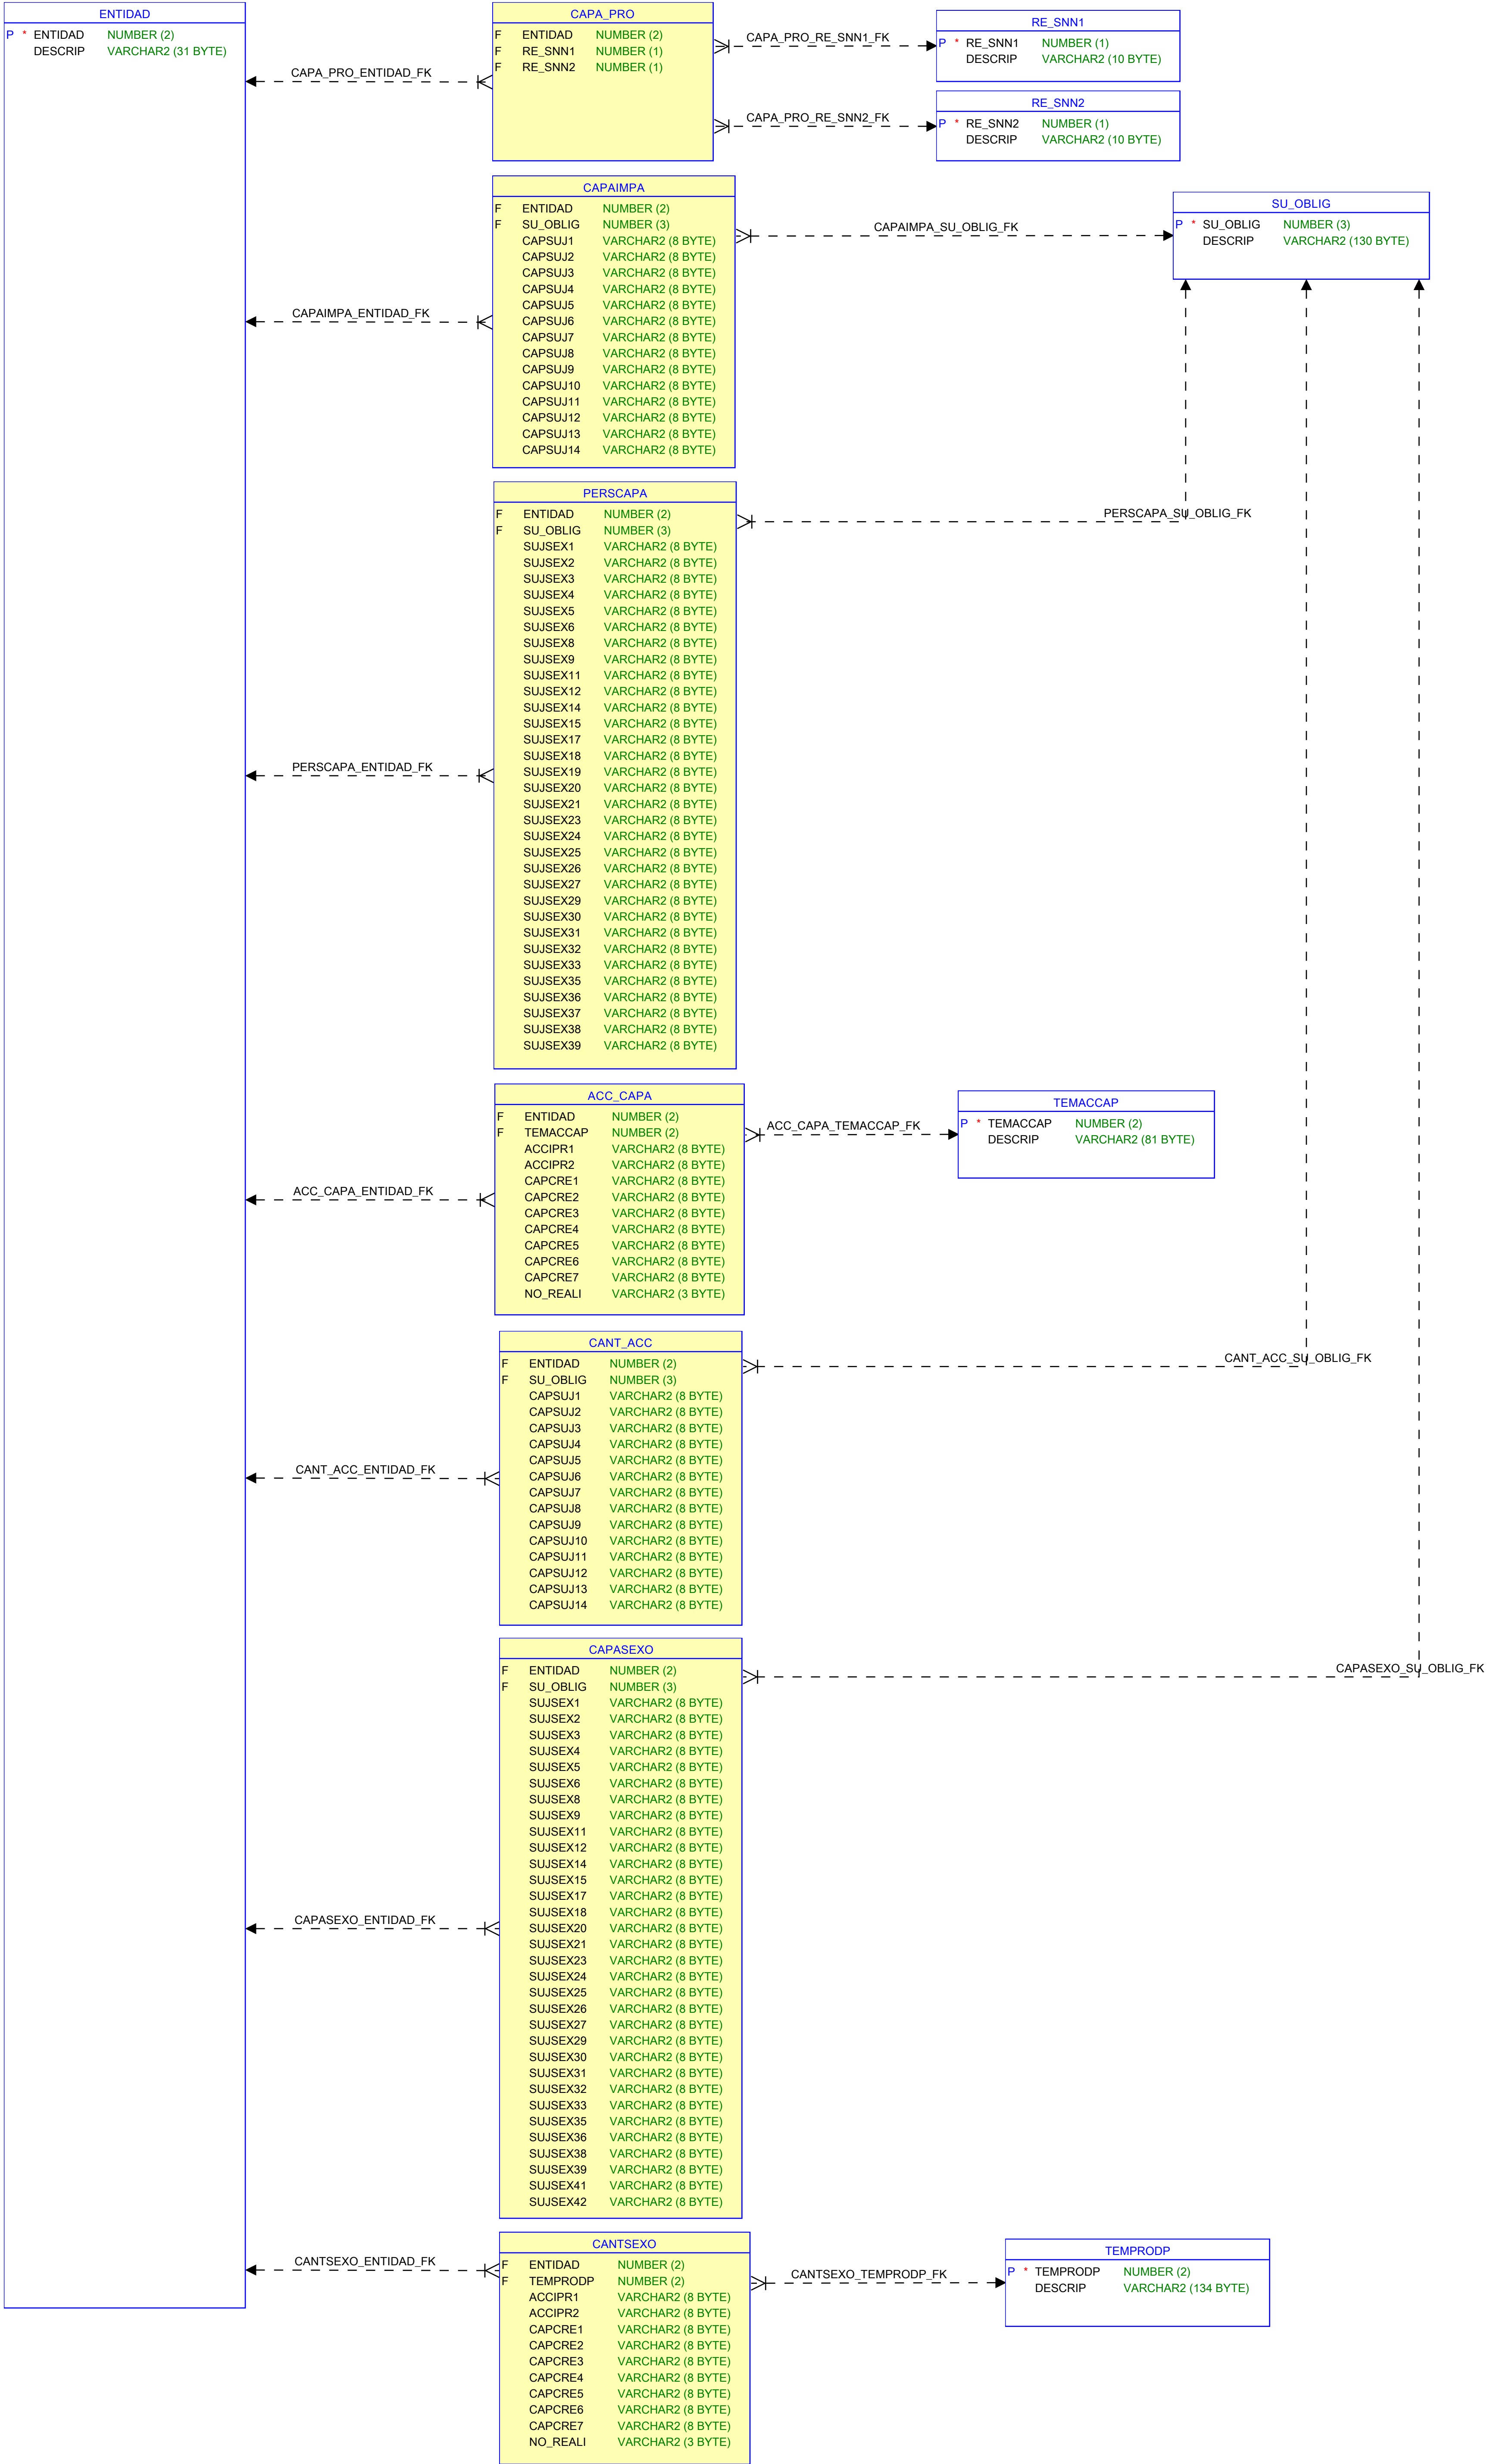 ENTIDAD
P * ENTIDAD NUMBER (2)
DESCRIP VARCHAR2 (31 BYTE)
CAPA_PRO_ENTIDAD_FK
CAPA_PRO
F ENTIDAD NUMBER (2)
F RE_SNN1 NUMBER (1)
F RE_SNN2 NUMBER (1)
CAPA_PRO_RE_SNN1_FK
RE_SNN1
P * RE_SNN1 NUMBER (1)
DESCRIP VARCHAR2 (10 BYTE)
CAPA_PRO_RE_SNN2_FK
RE_SNN2
P * RE_SNN2 NUMBER (1)
DESCRIP VARCHAR2 (10 BYTE)
CAPAIMPA_ENTIDAD_FK
CAPAIMPA
F ENTIDAD NUMBER (2)
F SU_OBLIG NUMBER (3)
CAPSUJ1 VARCHAR2 (8 BYTE)
CAPSUJ2 VARCHAR2 (8 BYTE)
CAPSUJ3 VARCHAR2 (8 BYTE)
CAPSUJ4 VARCHAR2 (8 BYTE)
CAPSUJ5 VARCHAR2 (8 BYTE)
CAPSUJ6 VARCHAR2 (8 BYTE)
CAPSUJ7 VARCHAR2 (8 BYTE)
CAPSUJ8 VARCHAR2 (8 BYTE)
CAPSUJ9 VARCHAR2 (8 BYTE)
CAPSUJ10 VARCHAR2 (8 BYTE)
CAPSUJ11 VARCHAR2 (8 BYTE)
CAPSUJ12 VARCHAR2 (8 BYTE)
CAPSUJ13 VARCHAR2 (8 BYTE)
CAPSUJ14 VARCHAR2 (8 BYTE)
CAPAIMPA_SU_OBLIG_FK
SU_OBLIG
P * SU_OBLIG NUMBER (3)
DESCRIP VARCHAR2 (130 BYTE)
PERSCAPA_ENTIDAD_FK
PERSCAPA
F ENTIDAD NUMBER (2)
F SU_OBLIG NUMBER (3)
SUJSEX1 VARCHAR2 (8 BYTE)
SUJSEX2 VARCHAR2 (8 BYTE)
SUJSEX3 VARCHAR2 (8 BYTE)
SUJSEX4 VARCHAR2 (8 BYTE)
SUJSEX5 VARCHAR2 (8 BYTE)
SUJSEX6 VARCHAR2 (8 BYTE)
SUJSEX8 VARCHAR2 (8 BYTE)
SUJSEX9 VARCHAR2 (8 BYTE)
SUJSEX11 VARCHAR2 (8 BYTE)
SUJSEX12 VARCHAR2 (8 BYTE)
SUJSEX14 VARCHAR2 (8 BYTE)
SUJSEX15 VARCHAR2 (8 BYTE)
SUJSEX17 VARCHAR2 (8 BYTE)
SUJSEX18 VARCHAR2 (8 BYTE)
SUJSEX19 VARCHAR2 (8 BYTE)
SUJSEX20 VARCHAR2 (8 BYTE)
SUJSEX21 VARCHAR2 (8 BYTE)
SUJSEX23 VARCHAR2 (8 BYTE)
SUJSEX24 VARCHAR2 (8 BYTE)
SUJSEX25 VARCHAR2 (8 BYTE)
SUJSEX26 VARCHAR2 (8 BYTE)
SUJSEX27 VARCHAR2 (8 BYTE)
SUJSEX29 VARCHAR2 (8 BYTE)
SUJSEX30 VARCHAR2 (8 BYTE)
SUJSEX31 VARCHAR2 (8 BYTE)
SUJSEX32 VARCHAR2 (8 BYTE)
SUJSEX33 VARCHAR2 (8 BYTE)
SUJSEX35 VARCHAR2 (8 BYTE)
SUJSEX36 VARCHAR2 (8 BYTE)
SUJSEX37 VARCHAR2 (8 BYTE)
SUJSEX38 VARCHAR2 (8 BYTE)
SUJSEX39 VARCHAR2 (8 BYTE)
PERSCAPA_SU_OBLIG_FK
ACC_CAPA_ENTIDAD_FK
ACC_CAPA
F ENTIDAD NUMBER (2)
F TEMACCAP NUMBER (2)
ACCIPR1 VARCHAR2 (8 BYTE)
ACCIPR2 VARCHAR2 (8 BYTE)
CAPCRE1 VARCHAR2 (8 BYTE)
CAPCRE2 VARCHAR2 (8 BYTE)
CAPCRE3 VARCHAR2 (8 BYTE)
CAPCRE4 VARCHAR2 (8 BYTE)
CAPCRE5 VARCHAR2 (8 BYTE)
CAPCRE6 VARCHAR2 (8 BYTE)
CAPCRE7 VARCHAR2 (8 BYTE)
NO_REALI VARCHAR2 (3 BYTE)
ACC_CAPA_TEMACCAP_FK
TEMACCAP
P * TEMACCAP NUMBER (2)
DESCRIP VARCHAR2 (81 BYTE)
CANT_ACC_ENTIDAD_FK
CANT_ACC
F ENTIDAD NUMBER (2)
F SU_OBLIG NUMBER (3)
CAPSUJ1 VARCHAR2 (8 BYTE)
CAPSUJ2 VARCHAR2 (8 BYTE)
CAPSUJ3 VARCHAR2 (8 BYTE)
CAPSUJ4 VARCHAR2 (8 BYTE)
CAPSUJ5 VARCHAR2 (8 BYTE)
CAPSUJ6 VARCHAR2 (8 BYTE)
CAPSUJ7 VARCHAR2 (8 BYTE)
CAPSUJ8 VARCHAR2 (8 BYTE)
CAPSUJ9 VARCHAR2 (8 BYTE)
CAPSUJ10 VARCHAR2 (8 BYTE)
CAPSUJ11 VARCHAR2 (8 BYTE)
CAPSUJ12 VARCHAR2 (8 BYTE)
CAPSUJ13 VARCHAR2 (8 BYTE)
CAPSUJ14 VARCHAR2 (8 BYTE)
CANT_ACC_SU_OBLIG_FK
CAPASEXO_ENTIDAD_FK
CAPASEXO
F ENTIDAD NUMBER (2)
F SU_OBLIG NUMBER (3)
SUJSEX1 VARCHAR2 (8 BYTE)
SUJSEX2 VARCHAR2 (8 BYTE)
SUJSEX3 VARCHAR2 (8 BYTE)
SUJSEX4 VARCHAR2 (8 BYTE)
SUJSEX5 VARCHAR2 (8 BYTE)
SUJSEX6 VARCHAR2 (8 BYTE)
SUJSEX8 VARCHAR2 (8 BYTE)
SUJSEX9 VARCHAR2 (8 BYTE)
SUJSEX11 VARCHAR2 (8 BYTE)
SUJSEX12 VARCHAR2 (8 BYTE)
SUJSEX14 VARCHAR2 (8 BYTE)
SUJSEX15 VARCHAR2 (8 BYTE)
SUJSEX17 VARCHAR2 (8 BYTE)
SUJSEX18 VARCHAR2 (8 BYTE)
SUJSEX20 VARCHAR2 (8 BYTE)
SUJSEX21 VARCHAR2 (8 BYTE)
SUJSEX23 VARCHAR2 (8 BYTE)
SUJSEX24 VARCHAR2 (8 BYTE)
SUJSEX25 VARCHAR2 (8 BYTE)
SUJSEX26 VARCHAR2 (8 BYTE)
SUJSEX27 VARCHAR2 (8 BYTE)
SUJSEX29 VARCHAR2 (8 BYTE)
SUJSEX30 VARCHAR2 (8 BYTE)
SUJSEX31 VARCHAR2 (8 BYTE)
SUJSEX32 VARCHAR2 (8 BYTE)
SUJSEX33 VARCHAR2 (8 BYTE)
SUJSEX35 VARCHAR2 (8 BYTE)
SUJSEX36 VARCHAR2 (8 BYTE)
SUJSEX38 VARCHAR2 (8 BYTE)
SUJSEX39 VARCHAR2 (8 BYTE)
SUJSEX41 VARCHAR2 (8 BYTE)
SUJSEX42 VARCHAR2 (8 BYTE)
CAPASEXO_SU_OBLIG_FK
CANTSEXO_ENTIDAD_FK
CANTSEXO
F ENTIDAD NUMBER (2)
F TEMPRODP NUMBER (2)
ACCIPR1 VARCHAR2 (8 BYTE)
ACCIPR2 VARCHAR2 (8 BYTE)
CAPCRE1 VARCHAR2 (8 BYTE)
CAPCRE2 VARCHAR2 (8 BYTE)
CAPCRE3 VARCHAR2 (8 BYTE)
CAPCRE4 VARCHAR2 (8 BYTE)
CAPCRE5 VARCHAR2 (8 BYTE)
CAPCRE6 VARCHAR2 (8 BYTE)
CAPCRE7 VARCHAR2 (8 BYTE)
NO_REALI VARCHAR2 (3 BYTE)
CANTSEXO_TEMPRODP_FK
TEMPRODP
P * TEMPRODP NUMBER (2)
DESCRIP VARCHAR2 (134 BYTE)